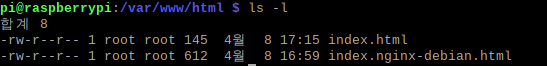 pi@raspberrypi:/var/www/html $ ls -l
합계 8
-rw-r--r-- 1 root root 145  4월  8 17:15 index.html
-rw-r--r-- 1 root root 612  4월  8 16:59 index.nginx-debian.html